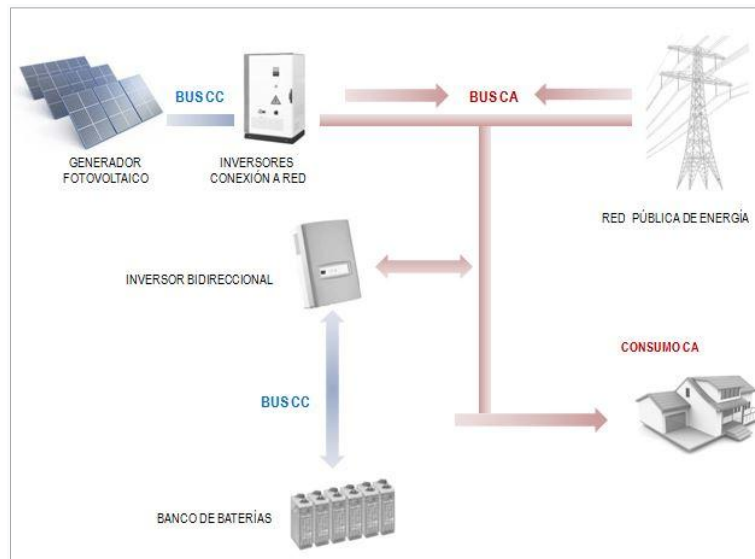 BUS CC
BUS CA
GENERADOR
FOTOVOLTAICO
INVERSORES
CONEXIÓN A RED
RED PÚBLICA DE ENERGÍA
INVERSOR BIDIRECCIONAL
CONSUMO CA
BUS CC
BANCO DE BATERÍAS